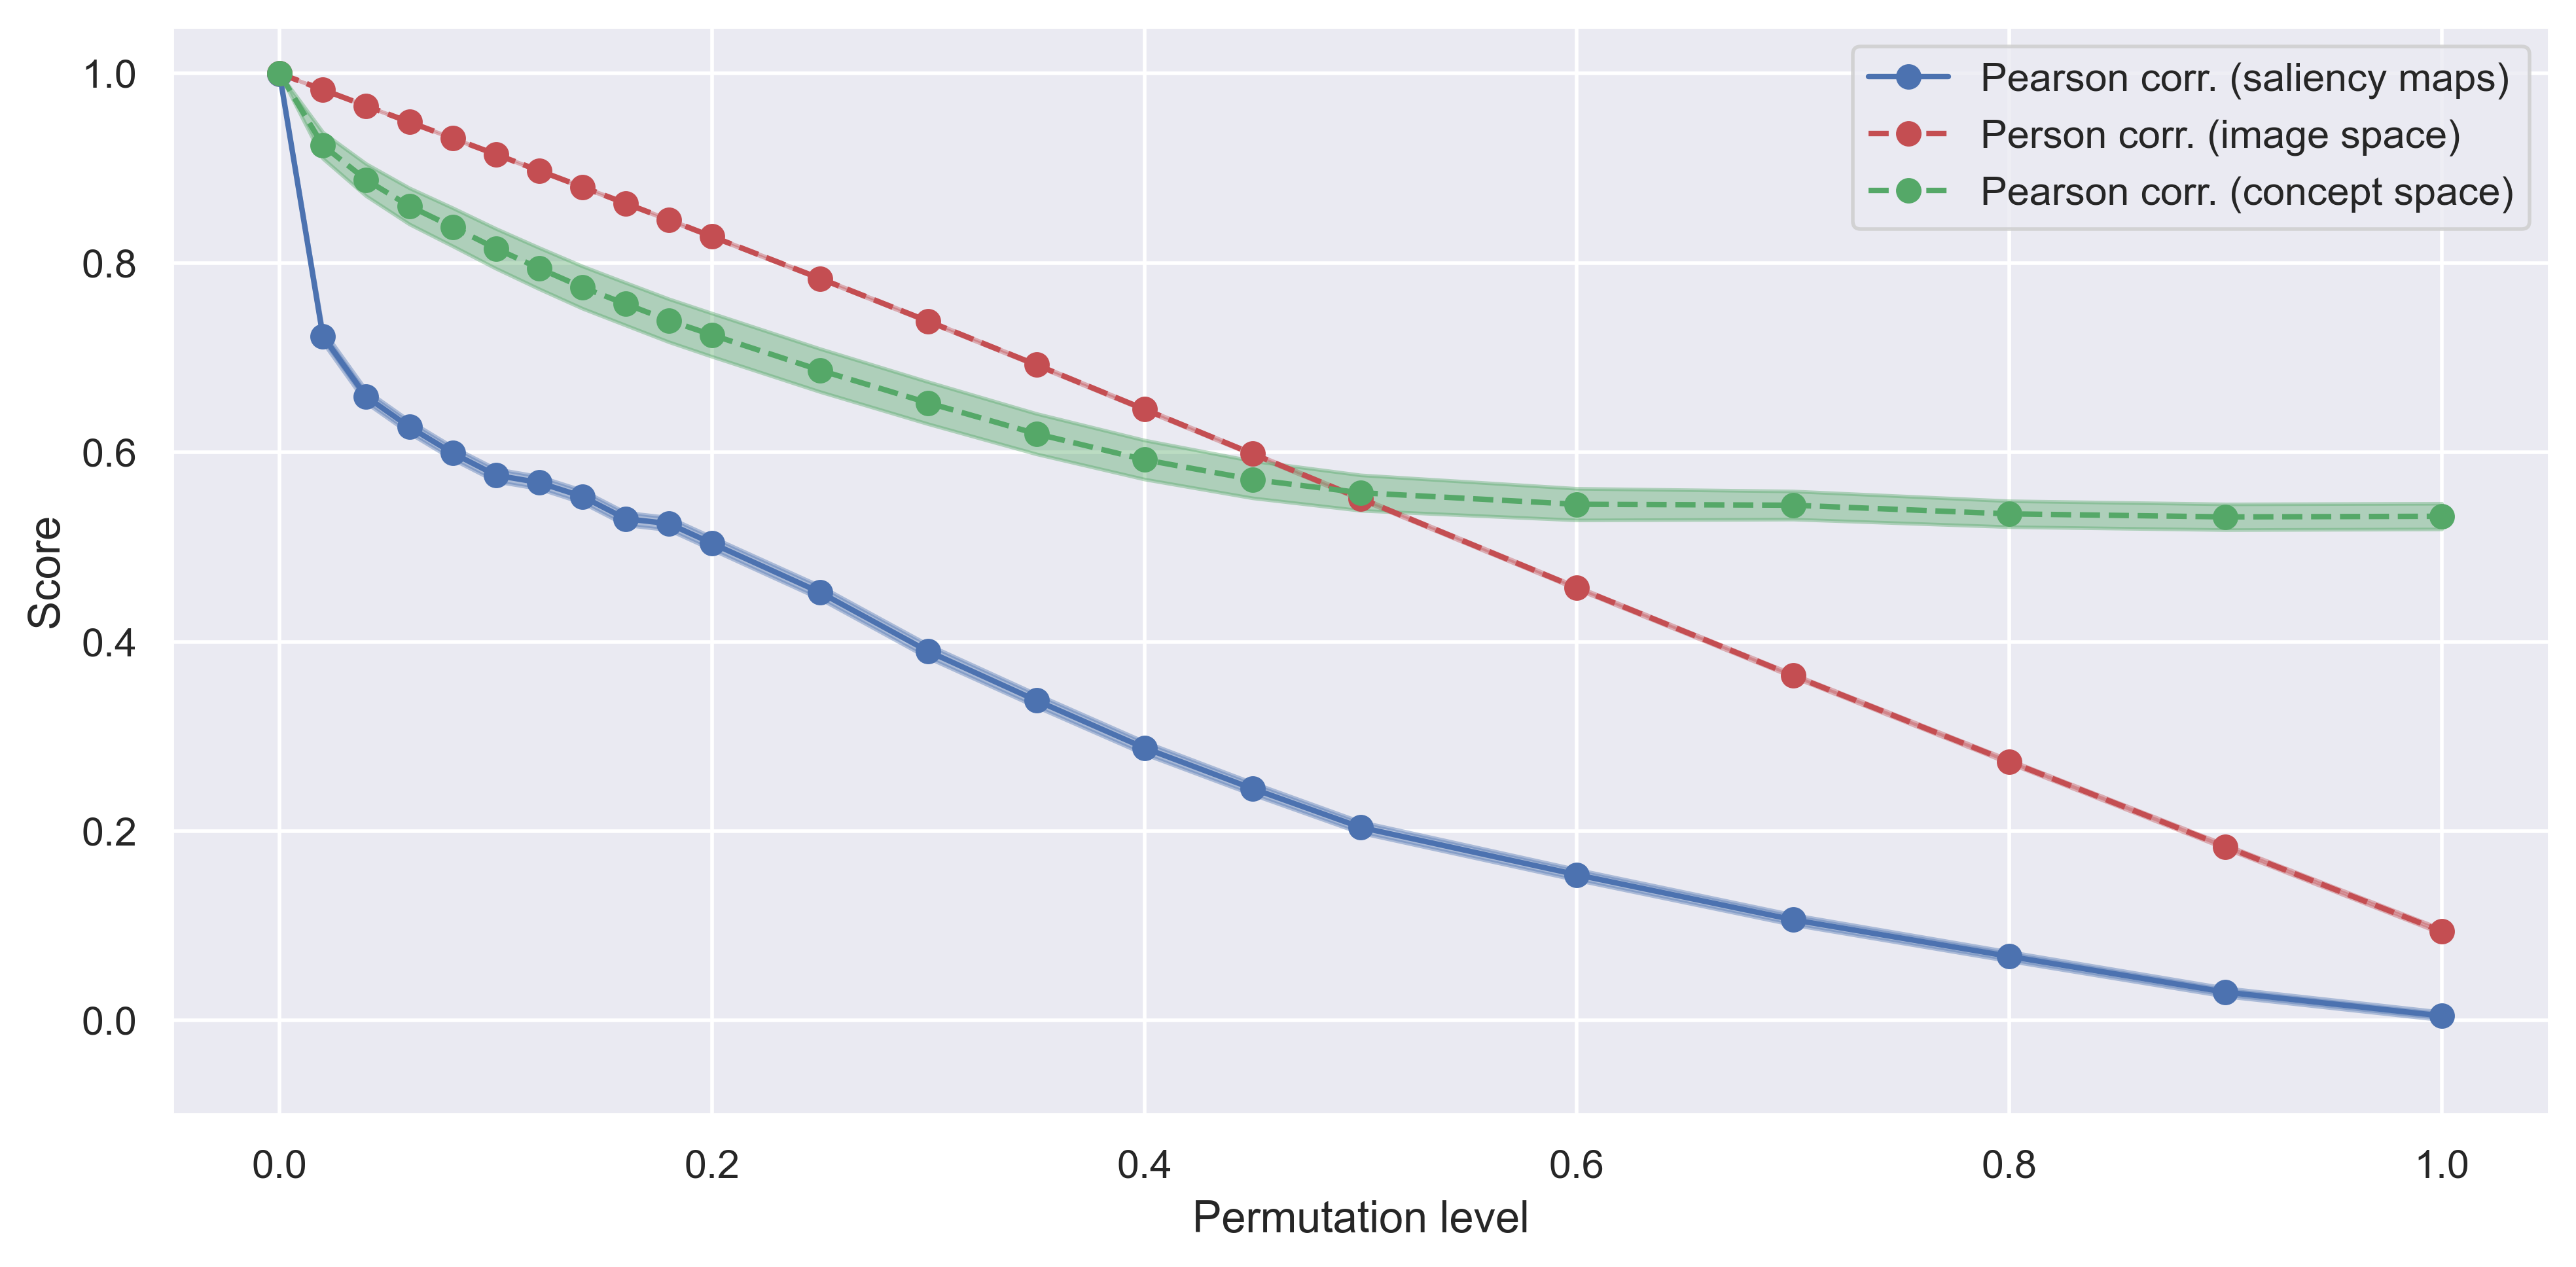 Pearson corr. (saliency maps)
Person corr. (image space)
Pearson corr. (concept space)
1.0
0.8
0.6
0.4
0.2
0.0
Score
0.0 0.2 0.4 0.6 0.8 1.0
Permutation level